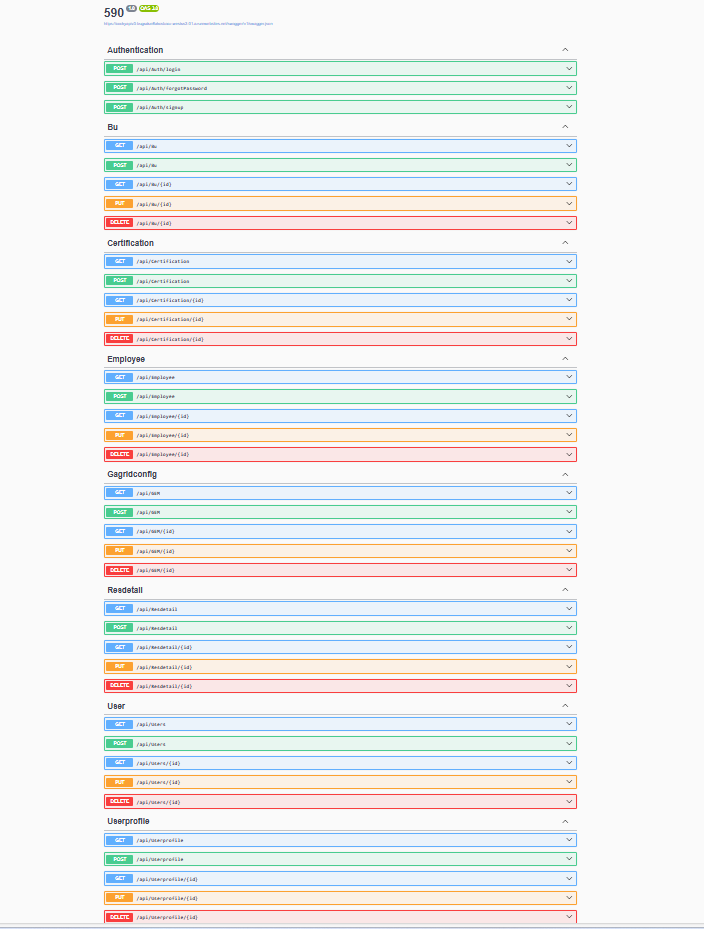 590 1.0 OAS 3.0
Authentication
POST /api/Auth/login
POST /api/Auth/forgotPassword
POST /api/Auth/signup
Bu
GET /api/Bu
POST /api/Bu
GET /api/Bu/{id}
PUT /api/Bu/{id}
DELETE /api/Bu/{id}
Certification
GET /api/Certification
POST /api/Certification
GET /api/Certification/{id}
PUT /api/Certification/{id}
DELETE /api/Certification/{id}
Employee
GET /api/Employee
POST /api/Employee
GET /api/Employee/{id}
PUT /api/Employee/{id}
DELETE /api/Employee/{id}
Gagridconfig
GET /api/
POST /api/
GET /api/ /{id}
PUT /api/ /{id}
DELETE /api/ /{id}
Resdetail
GET /api/Resdetail
POST /api/Resdetail
GET /api/Resdetail/{id}
PUT /api/Resdetail/{id}
DELETE /api/Resdetail/{id}
User
GET /api/Users
POST /api/Users
GET /api/Users/{id}
PUT /api/Users/{id}
DELETE /api/Users/{id}
Userprofile
GET /api/Userprofile
POST /api/Userprofile
GET /api/Userprofile/{id}
PUT /api/Userprofile/{id}
DELETE /api/Userprofile/{id}